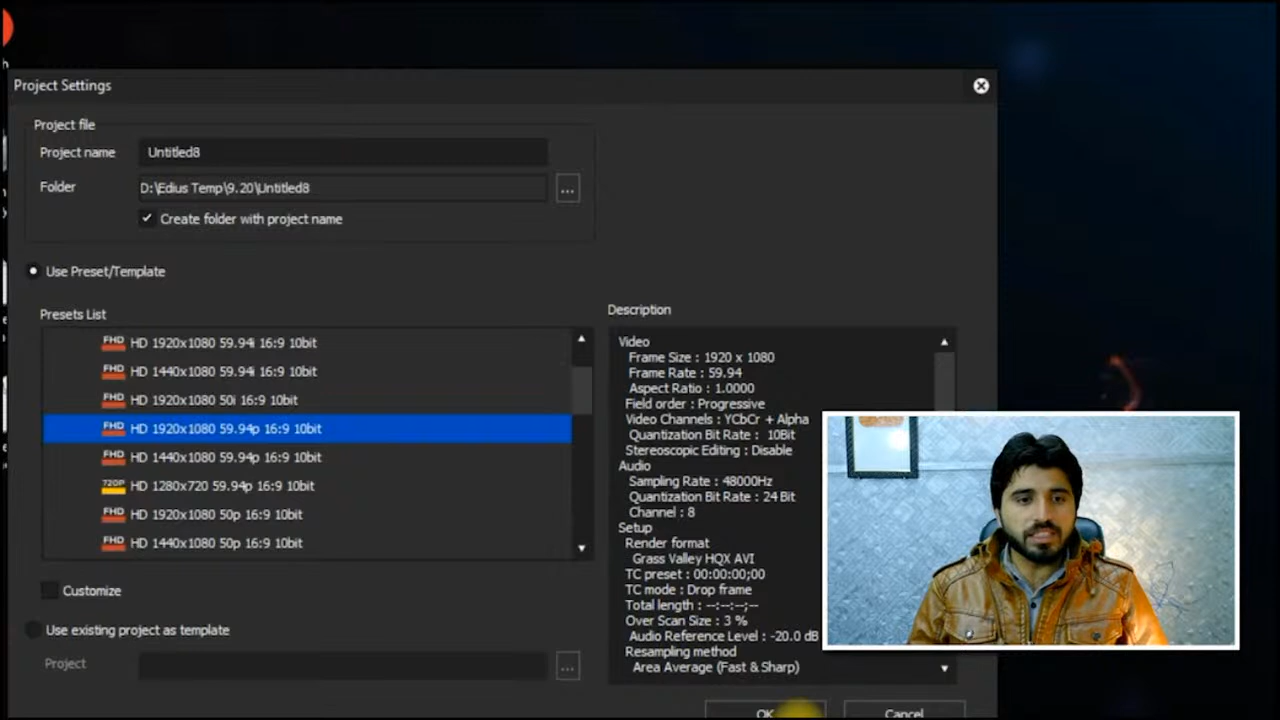 Project Settings
Project file
Project name Untitled8
Folder D:\Edius Temp\9.20\Untitled8 ...
Create folder with project name
Use Preset/Template
Presets List
FHD HD 1920x1080 59.94i 16:9 10bit
FHD HD 1440x1080 59.94i 16:9 10bit
FHD HD 1920x1080 50i 16:9 10bit
FHD HD 1920x1080 59.94p 16:9 10bit
FHD HD 1440x1080 59.94p 16:9 10bit
720P HD 1280x720 59.94p 16:9 10bit
FHD HD 1920x1080 50p 16:9 10bit
FHD HD 1440x1080 50p 16:9 10bit
Customize
Use existing project as template
Project ...
Description
Video
Frame Size : 1920 x 1080
Frame Rate : 59.94
Aspect Ratio : 1.0000
Field order : Progressive
Video Channels : YCbCr + Alpha
Quantization Bit Rate : 10Bit
Stereoscopic Editing : Disable
Audio
Sampling Rate : 48000Hz
Quantization Bit Rate : 24 Bit
Channel : 8
Setup
Render format
Grass Valley HQX AVI
TC preset : 00:00:00;00
TC mode : Drop frame
Total length : --:--:--;--
Over Scan Size : 3 %
Audio Reference Level : -20.0 dB
Resampling method
Area Average (Fast & Sharp)
OK Cancel